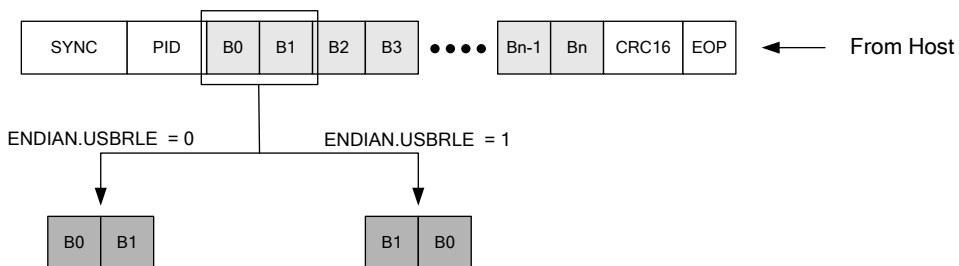 SYNC PID B0 B1 B2 B3 Bn-1 Bn CRC16 EOP From Host
ENDIAN.USBRLE = 0 ENDIAN.USBRLE = 1
B0 B1 B1 B0